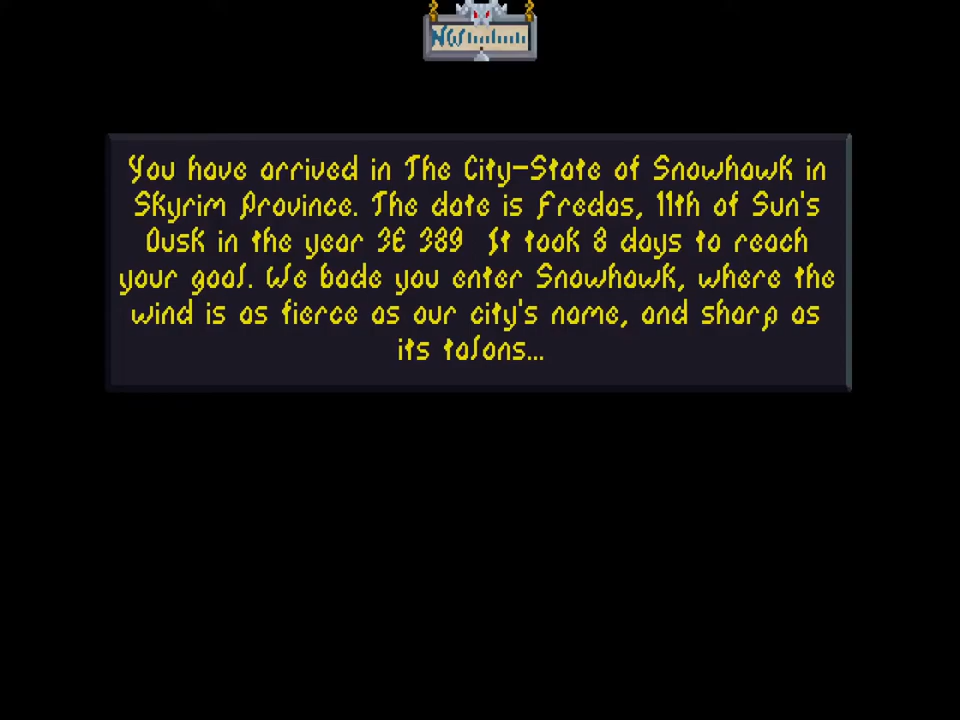 NW
You have arrived in The City-State of Snowhawk in
Skyrim Province. The date is Fredas, 11th of Sun's
Dusk in the year 3E 389 It took 8 days to reach
your goal. We bade you enter Snowhawk, where the
wind is as fierce as our city's name, and sharp as
its talons...